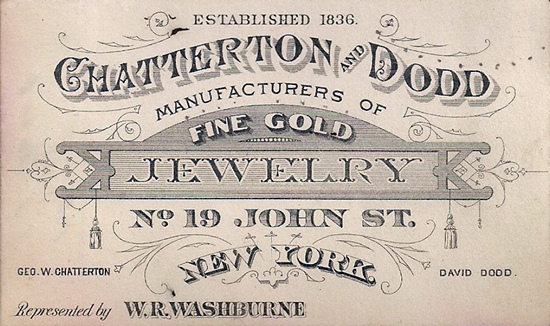 ESTABLISHED 1836.
CHATTERTON AND DODD
MANUFACTURERS OF
FINE GOLD
JEWELRY
No 19 JOHN ST.
NEW YORK.
GEO. W. CHATTERTON
DAVID DODD.
Represented by W. R. WASHBURNE